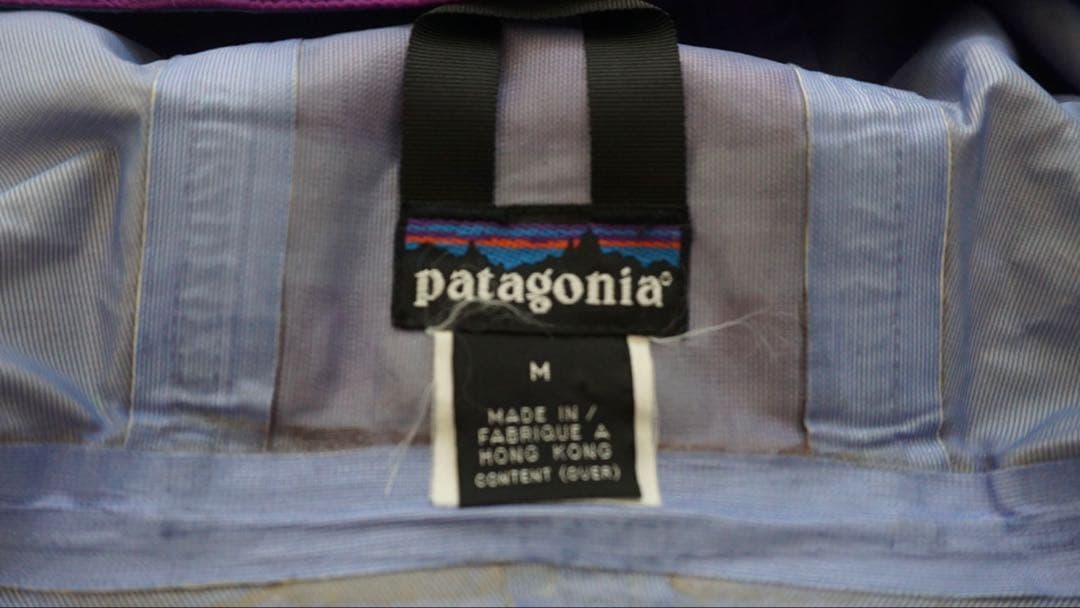 patagonia®
M
MADE IN /
FABRIQUE A
HONG KONG
CONTENT (OVER)